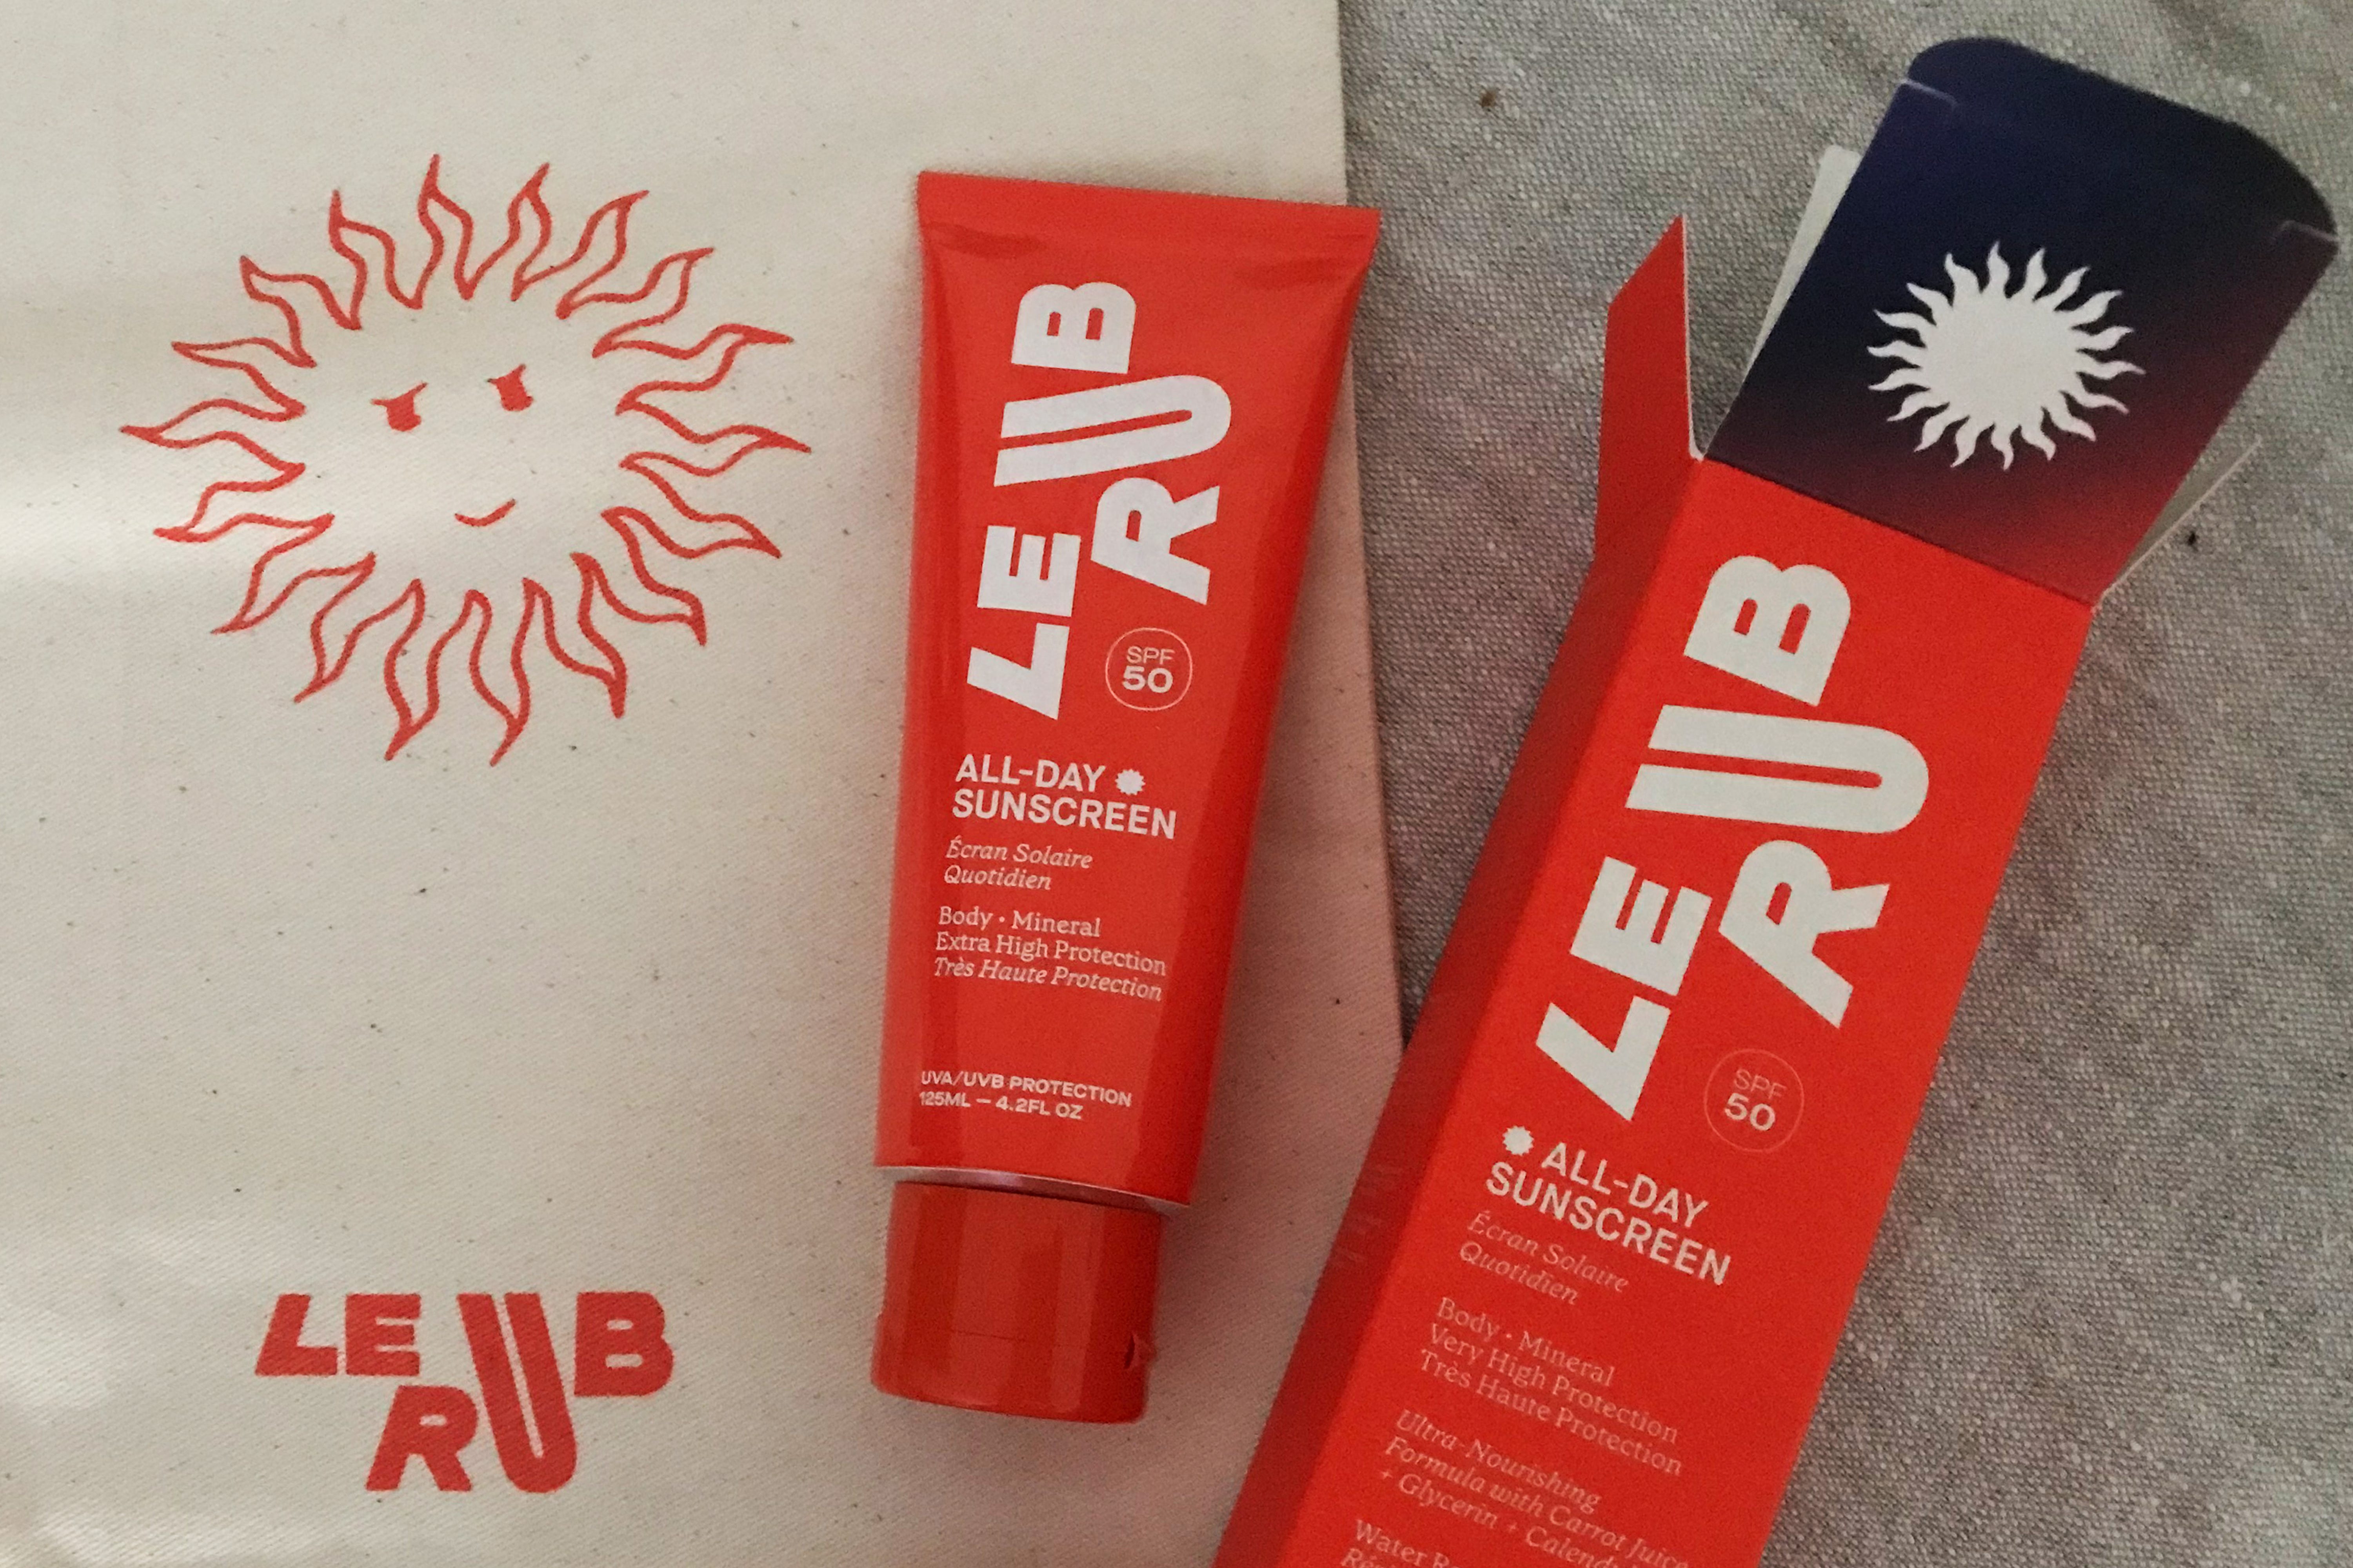 LE
RUB
LE
RUB
SPF
50
ALL-DAY
SUNSCREEN
Écran Solaire
Quotidien
Body • Mineral
Extra High Protection
Très Haute Protection
UVA/UVB PROTECTION
125ML — 4.2FL OZ
LE
RUB
SPF
50
ALL-DAY
SUNSCREEN
Écran Solaire
Quotidien
Body • Mineral
Very High Protection
Très Haute Protection
Ultra-Nourishing
Formula with Carrot Juice
+ Glycerin +
Water